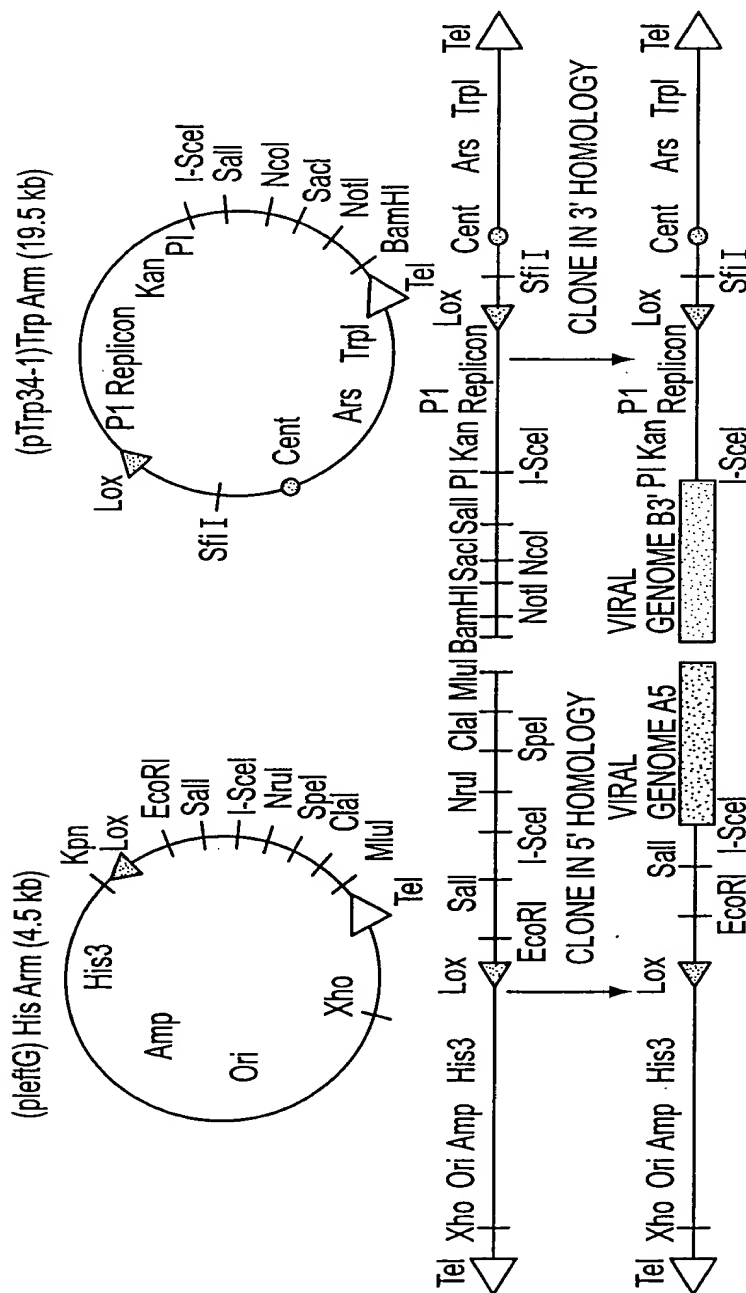 (pleftG) His Arm (4.5 kb)
Kpn
Lox
EcoRI
SalI
I-SceI
NruI
SpeI
ClaI
MluI
Tel
Xho
His3
Amp
Ori
(pTrp34-1)Trp Arm (19.5 kb)
Lox
P1 Replicon
Kan
PI
I-SceI
SalI
NcoI
SacI
NotI
BamHI
Tel
TrpI
Ars
Cent
Sfi I
Tel
Xho
Ori Amp His3
Lox
EcoRI
SalI
I-SceI
NruI
SpeI
ClaI MluI
BamHI SacI SalI PI Kan
NotI NcoI
I-SceI
P1
Replicon
Lox
Sfi I
Cent
Ars
TrpI
Tel
CLONE IN 5' HOMOLOGY
CLONE IN 3' HOMOLOGY
Tel
Xho
Ori Amp His3
Lox
EcoRI
SalI
I-SceI
VIRAL
GENOME A5
VIRAL
GENOME B3'
I-SceI
PI Kan
P1
Replicon
Lox
Sfi I
Cent
Ars
TrpI
Tel